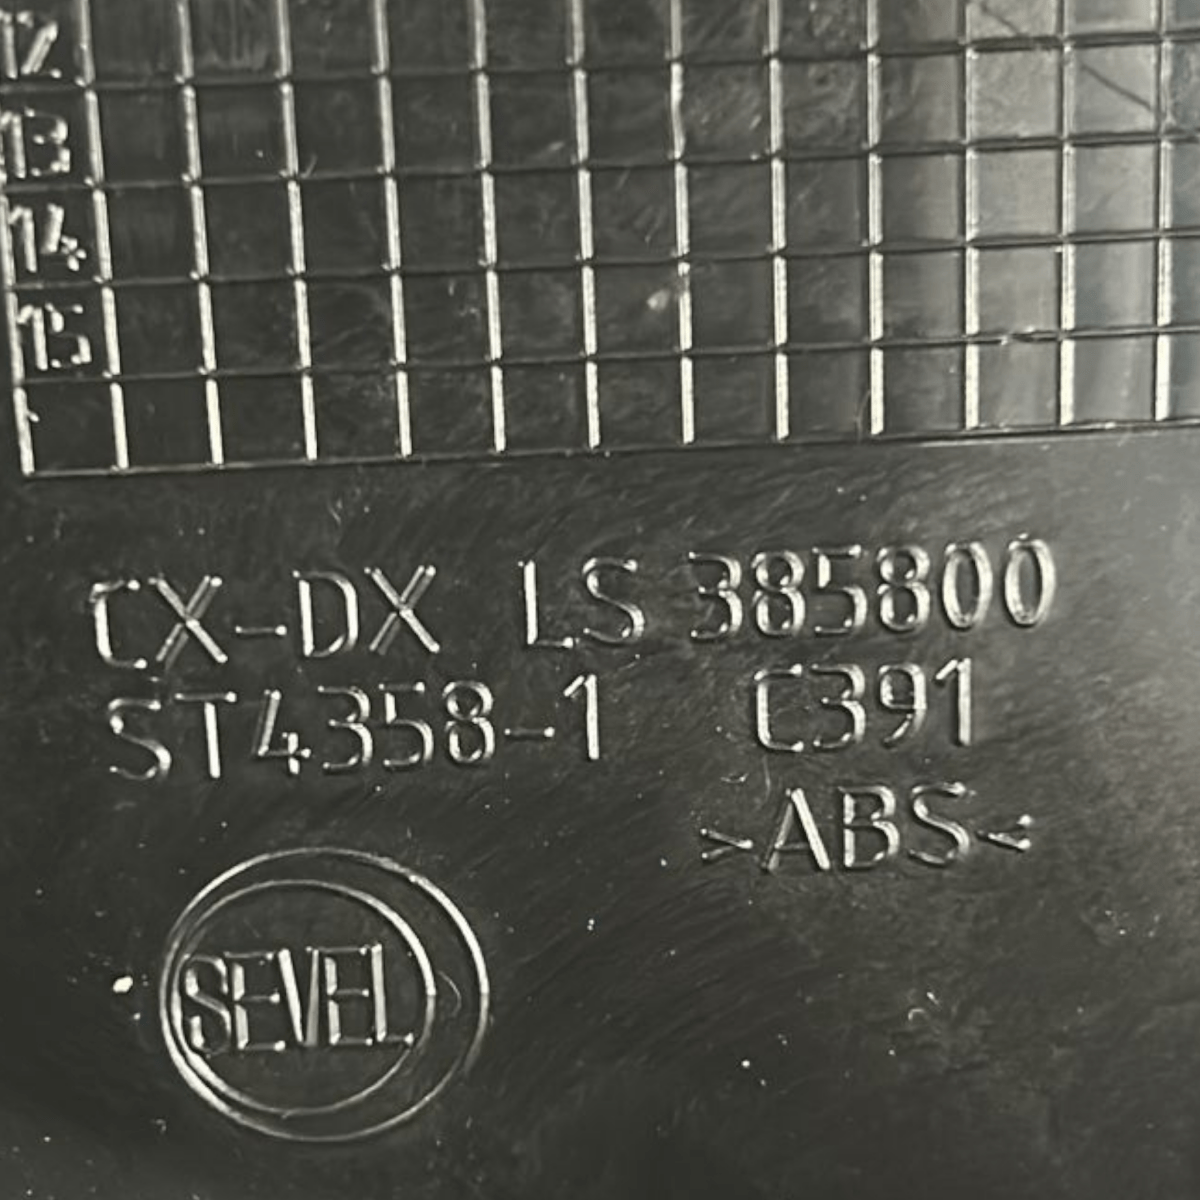 12
13
14
15
CX-DX LS 385800
ST4358-1 C391
>ABS<
SEVEL